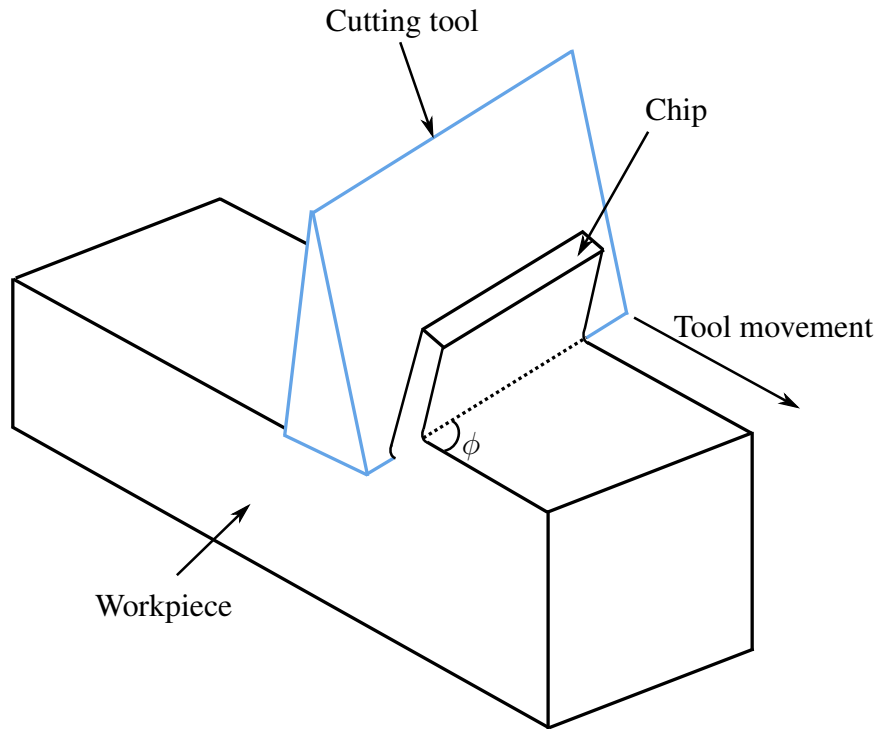 Cutting tool
Chip
Tool movement
ϕ
Workpiece